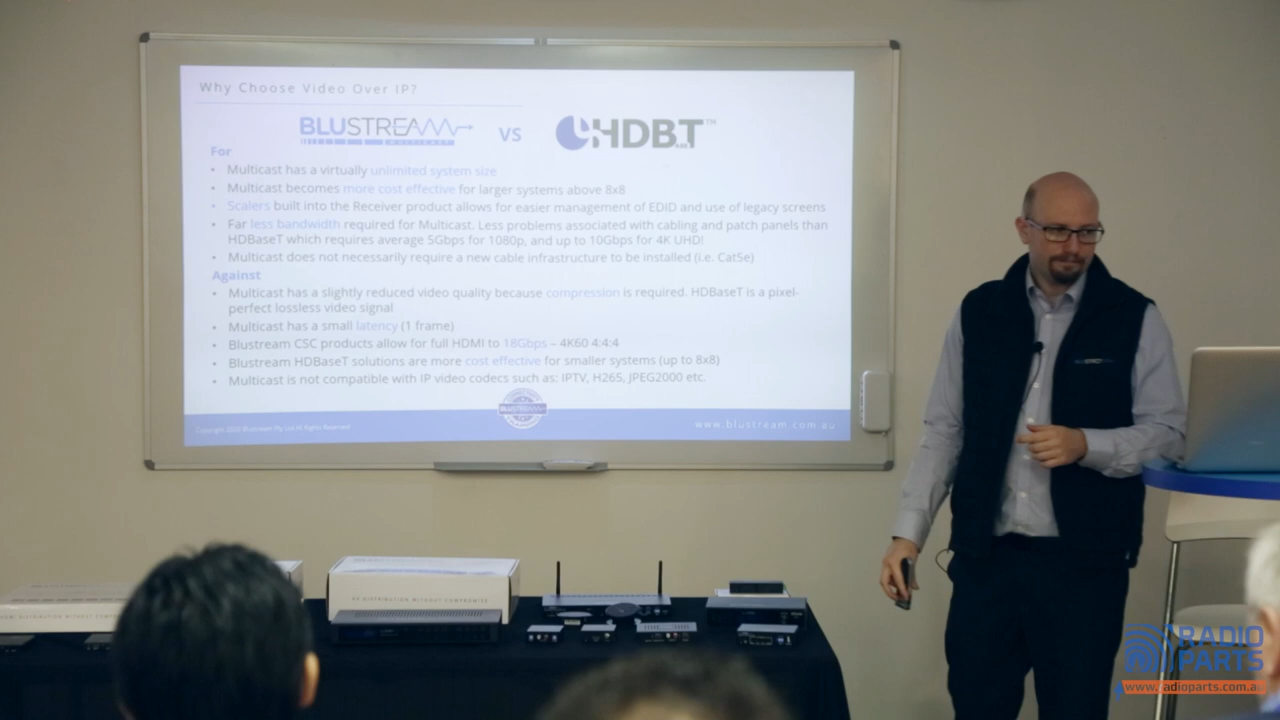 Why Choose Video Over IP?
BLUSTREAM
VS
HDBT™
For
• Multicast has a virtually unlimited system size
• Multicast becomes more cost effective for larger systems above 8x8
• Scalers built into the Receiver product allows for easier management of EDID and use of legacy screens
• Far less bandwidth required for Multicast. Less problems associated with cabling and patch panels than
HDBaseT which requires average 5Gbps for 1080p, and up to 10Gbps for 4K UHD!
• Multicast does not necessarily require a new cable infrastructure to be installed (i.e. Cat5e)
Against
• Multicast has a slightly reduced video quality because compression is required. HDBaseT is a pixel-
perfect lossless video signal
• Multicast has a small latency (1 frame)
• Blustream CSC products allow for full HDMI to 18Gbps – 4K60 4:4:4
• Blustream HDBaseT solutions are more cost effective for smaller systems (up to 8x8)
• Multicast is not compatible with IP video codecs such as: IPTV, H265, JPEG2000 etc.
www.blustream.com.au
DISTRIBUTION WITHOUT COMPROMISE
RADIO
PARTS
www.radioparts.com.a